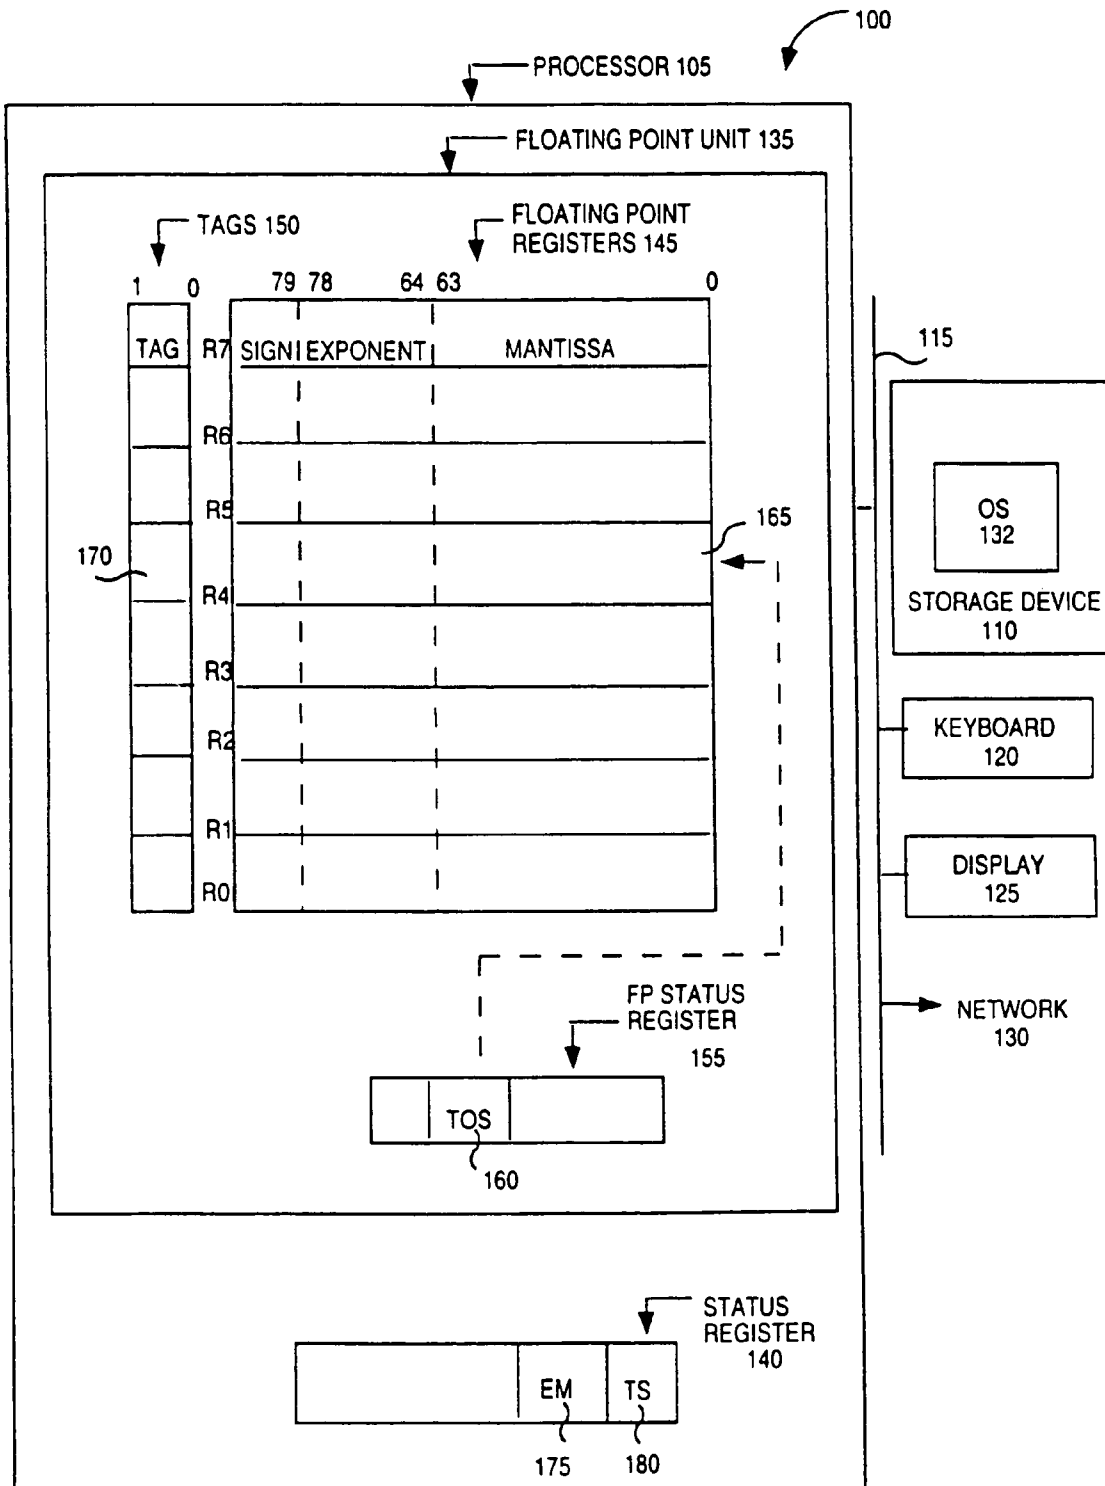 100
PROCESSOR 105
FLOATING POINT UNIT 135
TAGS 150
FLOATING POINT
REGISTERS 145
1 0 79 78 64 63 0
TAG R7 SIGN EXPONENT MANTISSA
115
R6
R5
165
OS
132
170
R4
STORAGE DEVICE
110
R3
KEYBOARD
120
R2
R1
DISPLAY
125
R0
FP STATUS
REGISTER
155
NETWORK
130
TOS
160
STATUS
REGISTER
140
EM TS
175 180